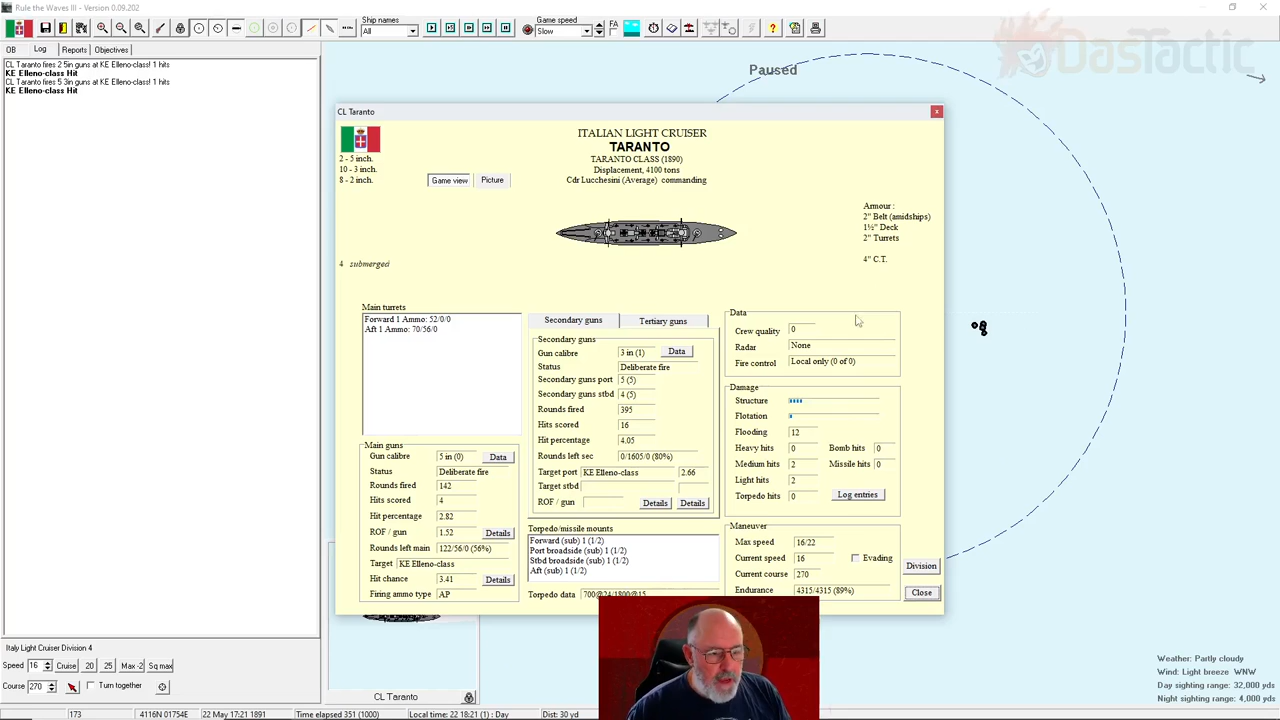 Rule the Waves III - Version 0.09.202
Ship names
All
Game speed
Slow
FA
OB
Log
Reports
Objectives
CL Taranto fires 2 5in guns at KE Elleno-class! 1 hits
KE Elleno-class Hit
CL Taranto fires 5 3in guns at KE Elleno-class! 1 hits
KE Elleno-class Hit
Paused
DasTactic
CL Taranto
ITALIAN LIGHT CRUISER
TARANTO
TARANTO CLASS (1890)
Displacement, 4100 tons
Cdr Lucchesini (Average) commanding
2 - 5 inch.
10 - 3 inch.
8 - 2 inch.
Game view
Picture
Armour :
2" Belt (amidships)
1½" Deck
2" Turrets
4" C.T.
4 submerged
Main turrets
Forward 1 Ammo: 52/0/0
Aft 1 Ammo: 70/56/0
Main guns
Gun calibre 5 in (0) Data
Status Deliberate fire
Rounds fired 142
Hits scored 4
Hit percentage 2.82
ROF / gun 1.52 Details
Rounds left main 122/56/0 (56%)
Target KE Elleno-class
Hit chance 3.41 Details
Firing ammo type AP
Secondary guns
Tertiary guns
Secondary guns
Gun calibre 3 in (1) Data
Status Deliberate fire
Secondary guns port 5 (5)
Secondary guns stbd 4 (5)
Rounds fired 395
Hits scored 16
Hit percentage 4.05
Rounds left sec 0/1605/0 (80%)
Target port KE Elleno-class 2.66
Target stbd
ROF / gun Details Details
Torpedo/missile mounts
Forward (sub) 1 (1/2)
Port broadside (sub) 1 (1/2)
Stbd broadside (sub) 1 (1/2)
Aft (sub) 1 (1/2)
Torpedo data 700@24/1800@15
Data
Crew quality 0
Radar None
Fire control Local only (0 of 0)
Damage
Structure
Flotation
Flooding 12
Heavy hits 0 Bomb hits 0
Medium hits 2 Missile hits 0
Light hits 2
Torpedo hits 0 Log entries
Maneuver
Max speed 16/22
Current speed 16 Evading
Current course 270
Endurance 4315/4315 (89%)
Division
Close
Italy Light Cruiser Division 4
Speed 16 Cruise 20 25 Max -2 Sq max
Course 270 Turn together
CL Taranto
Weather: Partly cloudy
Wind: Light breeze WNW
Day sighting range: 32,000 yds
Night sighting range: 4,000 yds
173 4116N 01754E 22 May 17:21 1891 Time elapsed 351 (1000) Local time: 22 18:21 () : Day Dist: 30 yd